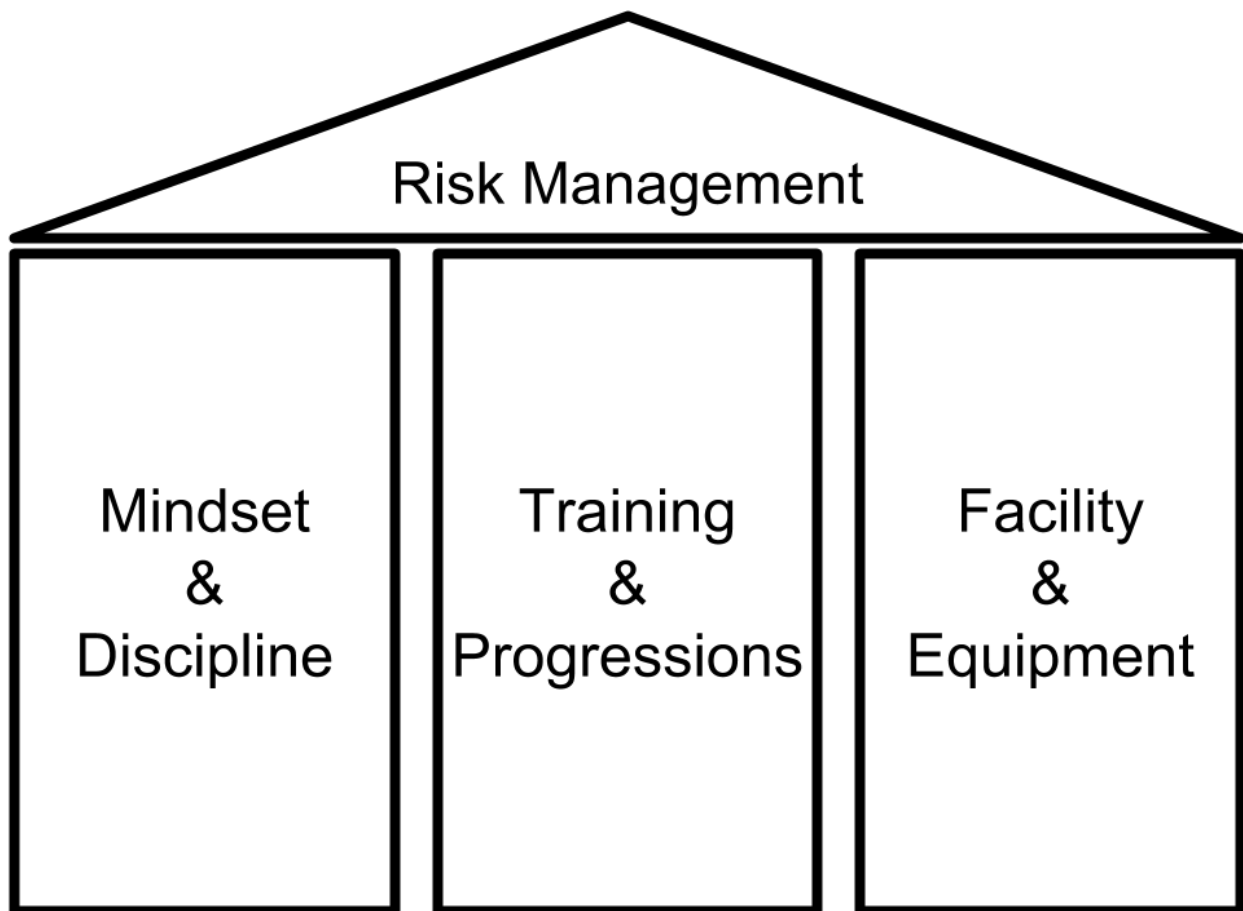 Risk Management
Mindset
&
Discipline
Training
&
Progressions
Facility
&
Equipment